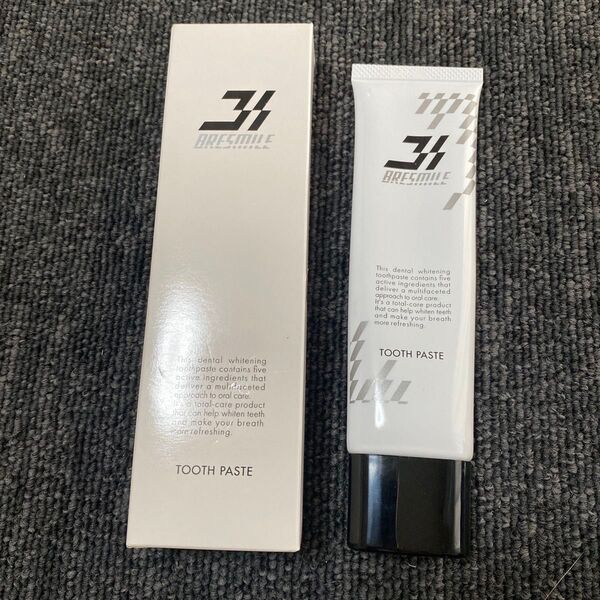 BRESMILE
This dental whitening
toothpaste contains five
active ingredients that
deliver a multifaceted
approach to oral care.
It's a total-care product
that can help whiten teeth
and make your breath
more refreshing.
TOOTH PASTE
BRESMILE
This dental whitening
toothpaste contains five
active ingredients that
deliver a multifaceted
approach to oral care.
It's a total-care product
that can help whiten teeth
and make your breath
more refreshing.
TOOTH PASTE